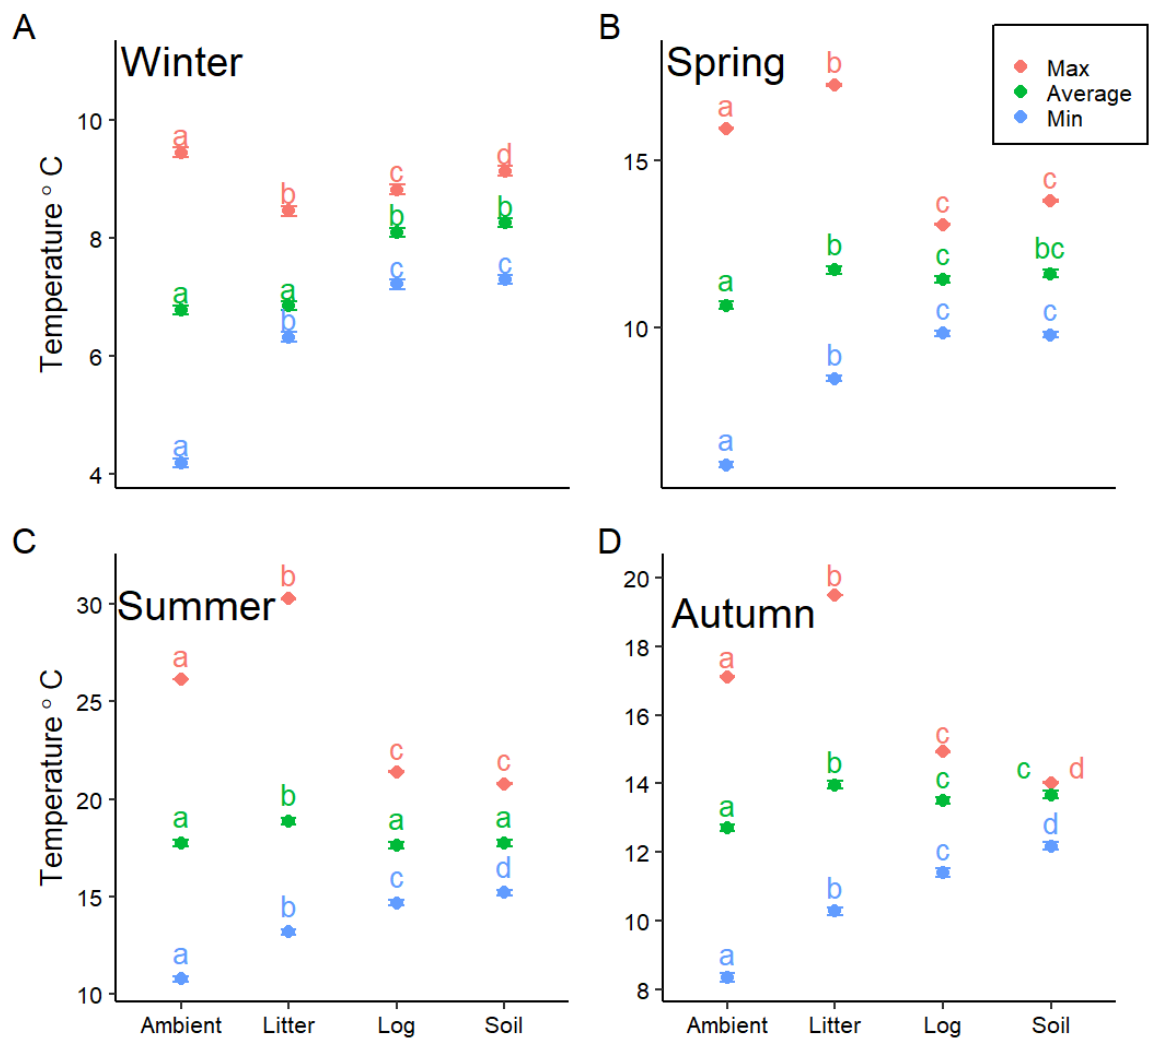 A
Winter
Temperature ° C
10
8
6
4
a
b
c
d
a
a
b
b
a
b
c
c
B
Spring
Max
Average
Min
15
10
a
b
c
c
a
b
c
bc
a
b
c
c
C
Summer
Temperature ° C
30
25
20
15
10
a
b
c
c
a
b
a
a
a
b
c
d
Ambient Litter Log Soil
D
Autumn
20
18
16
14
12
10
8
a
b
c
d
a
b
c
c
a
b
c
d
Ambient Litter Log Soil